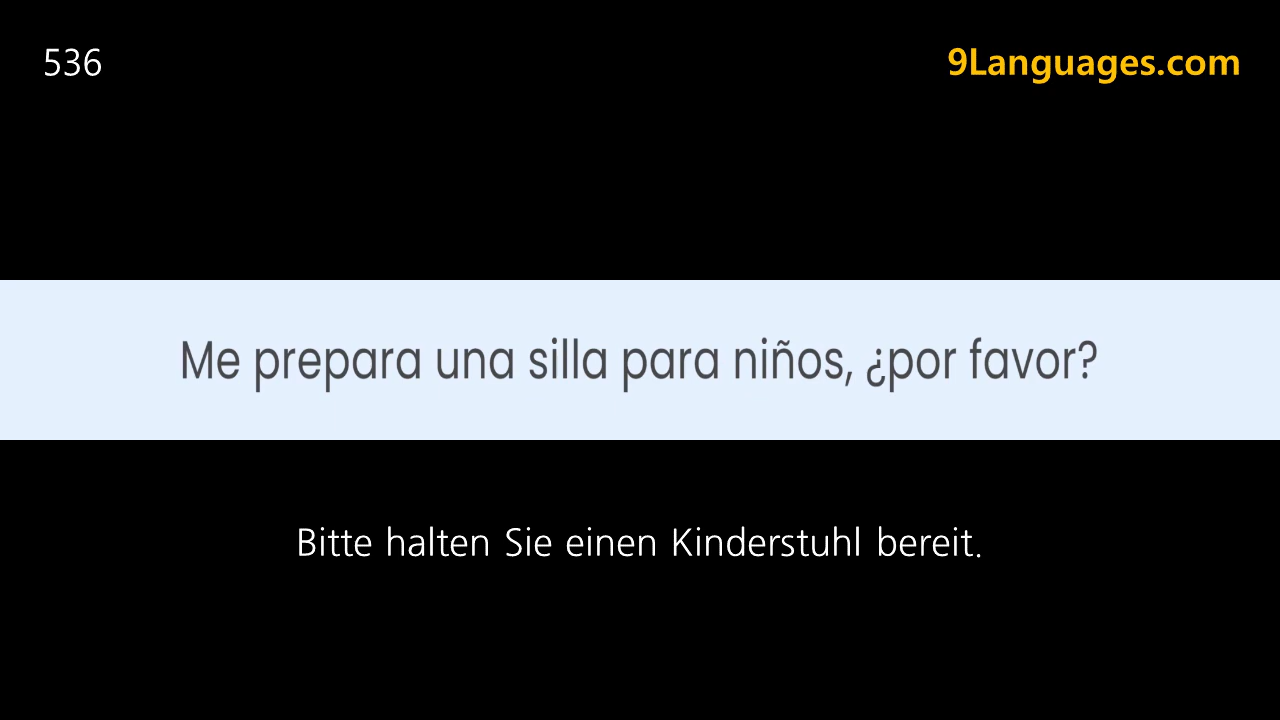 536
9Languages.com
Me prepara una silla para niños, ¿por favor?
Bitte halten Sie einen Kinderstuhl bereit.